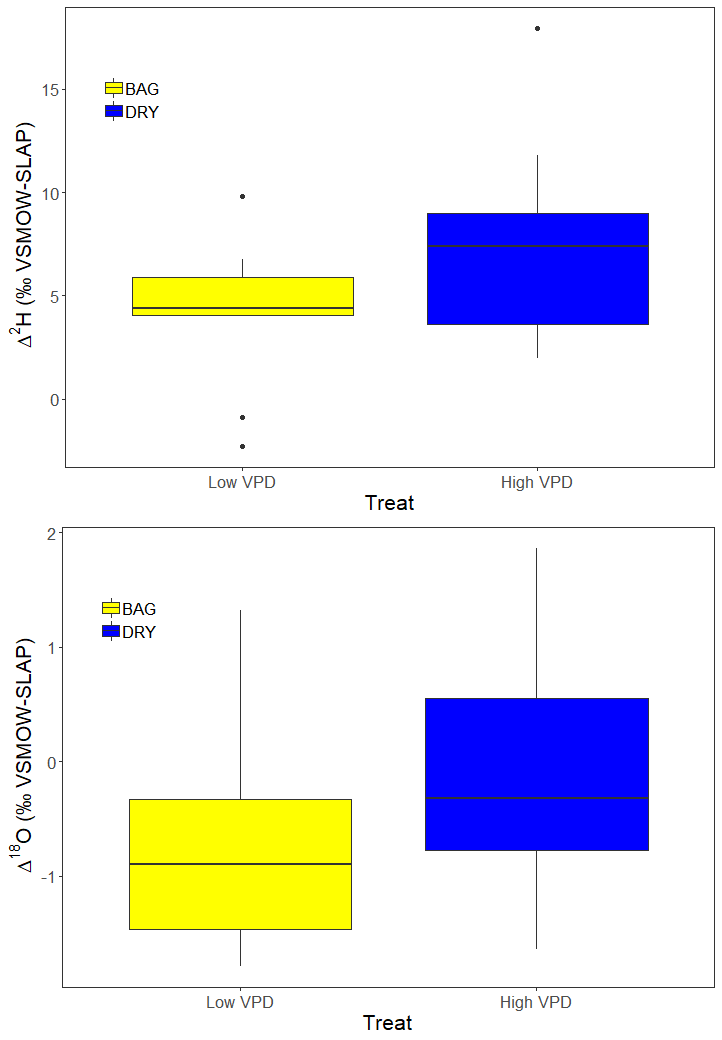 Δ²H (‰ VSMOW-SLAP)
15
10
5
0
BAG
DRY
Low VPD High VPD
Treat
Δ¹⁸O (‰ VSMOW-SLAP)
2
1
0
-1
BAG
DRY
Low VPD High VPD
Treat